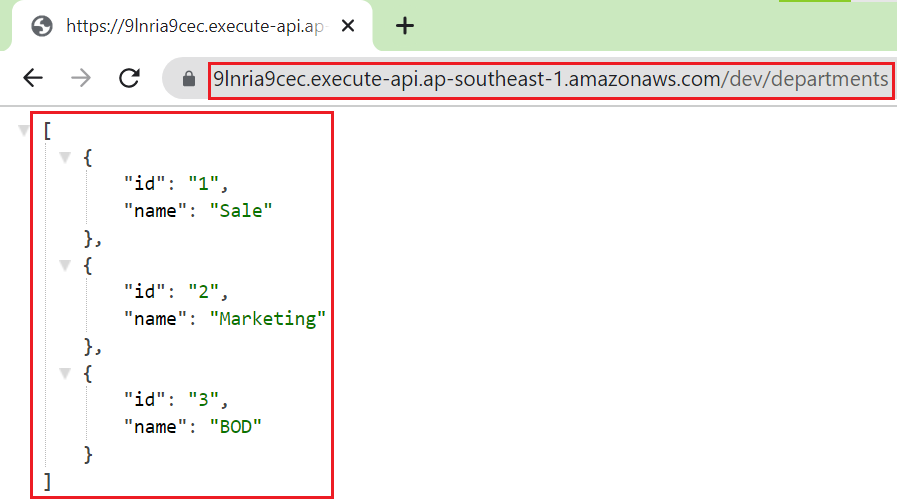 https://9lnria9cec.execute-api.ap
9lnria9cec.execute-api.ap-southeast-1.amazonaws.com/dev/departments
[
{
"id": "1",
"name": "Sale"
},
{
"id": "2",
"name": "Marketing"
},
{
"id": "3",
"name": "BOD"
}
]